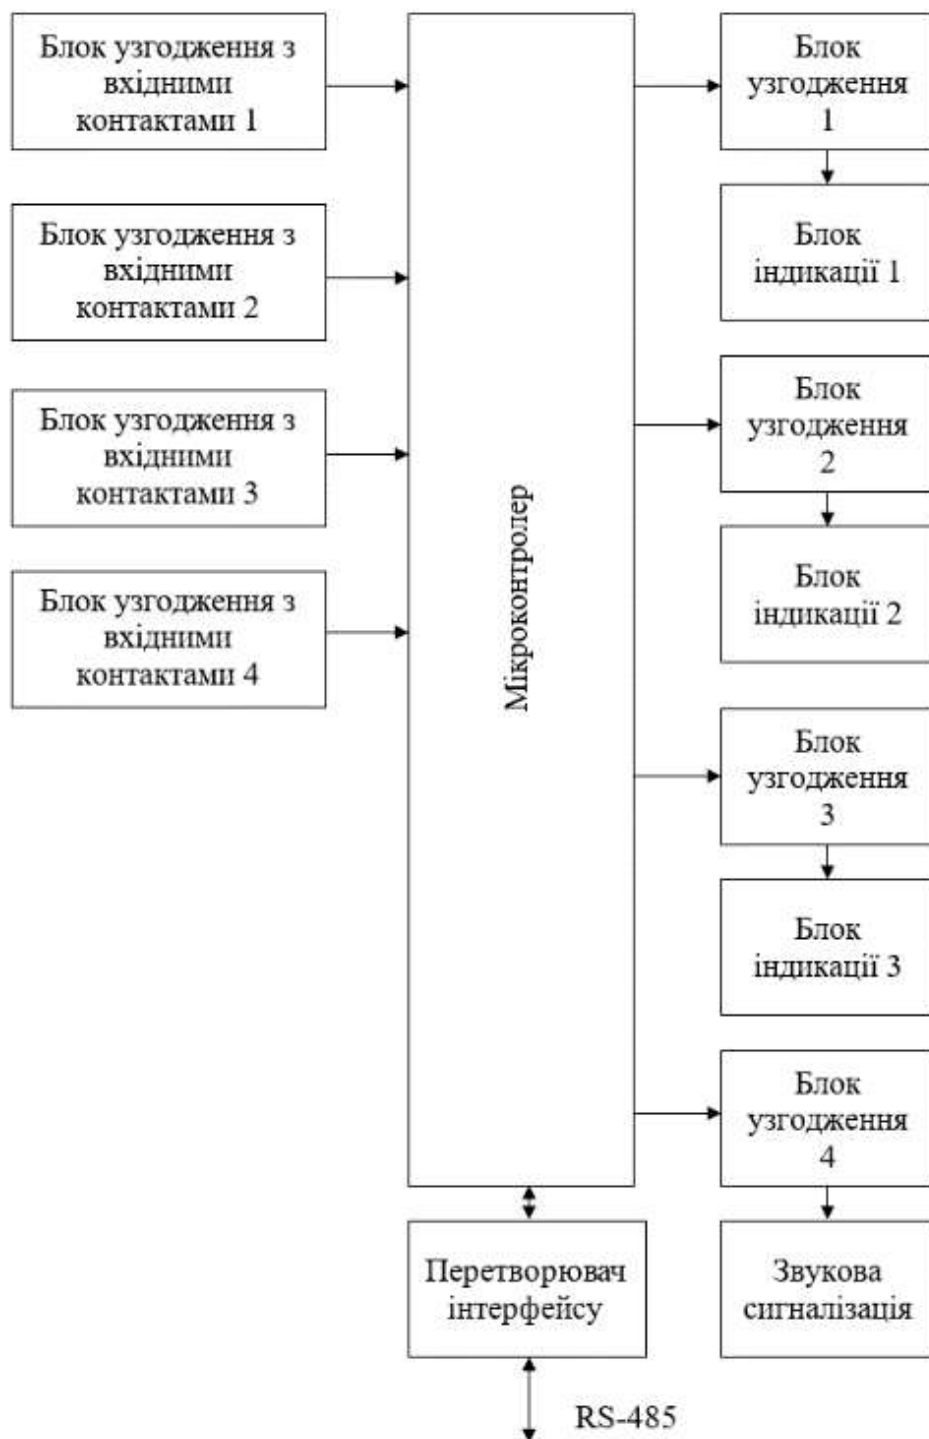 Блок узгодження з
вхідними
контактами 1
Блок узгодження з
вхідними
контактами 2
Блок узгодження з
вхідними
контактами 3
Блок узгодження з
вхідними
контактами 4
Мікроконтролер
Блок
узгодження
1
Блок
індикації 1
Блок
узгодження
2
Блок
індикації 2
Блок
узгодження
3
Блок
індикації 3
Блок
узгодження
4
Звукова
сигналізація
Перетворювач
інтерфейсу
RS-485